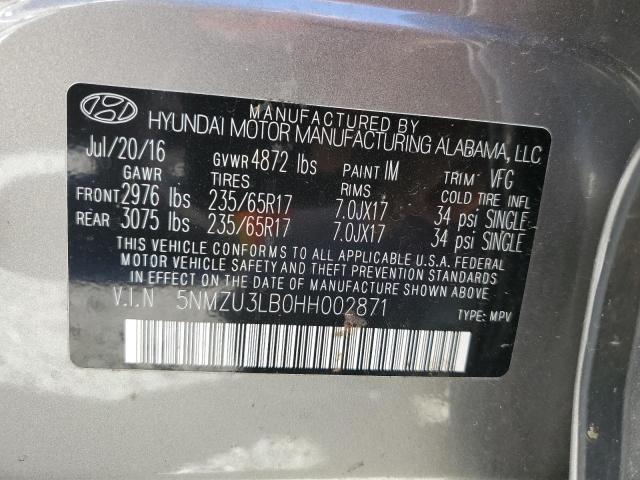 MANUFACTURED BY
HYUNDAI MOTOR MANUFACTURING ALABAMA, LLC
Jul/20/16 GVWR 4872 lbs PAINT IM TRIM VFG
GAWR TIRES RIMS COLD TIRE INFL
FRONT 2976 lbs 235/65R17 7.0JX17 34 psi SINGLE
REAR 3075 lbs 235/65R17 7.0JX17 34 psi SINGLE
THIS VEHICLE CONFORMS TO ALL APPLICABLE U.S.A. FEDERAL
MOTOR VEHICLE SAFETY AND THEFT PREVENTION STANDARDS
IN EFFECT ON THE DATE OF MANUFACTURE SHOWN ABOVE.
V.I.N 5NMZU3LB0HH002871 TYPE: MPV